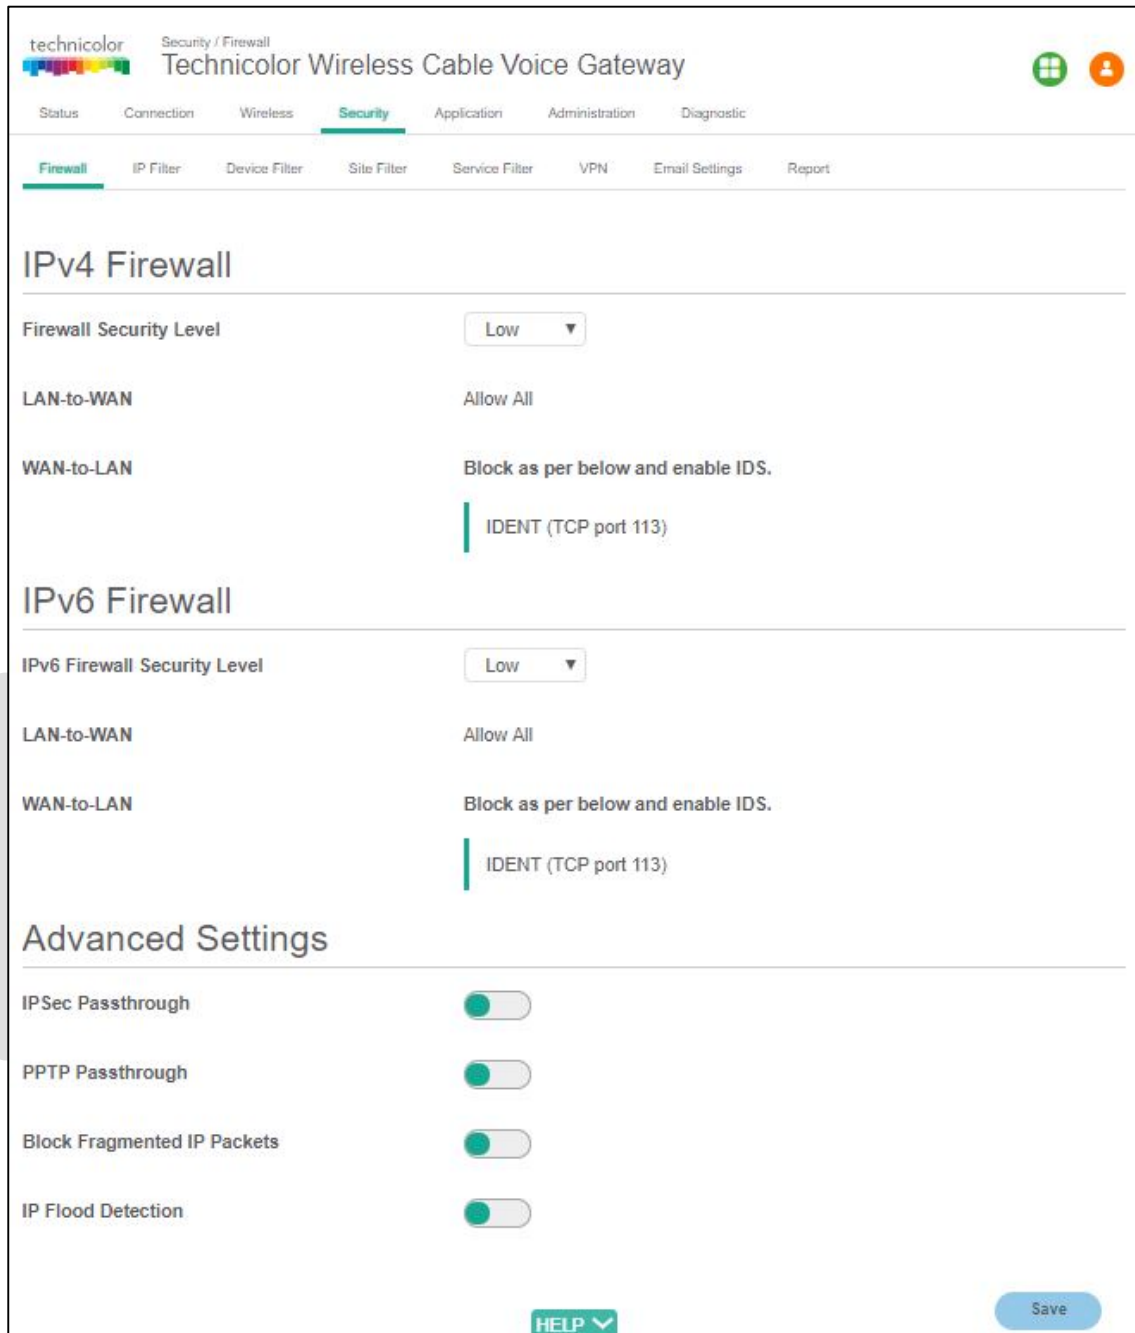 technicolor
Security / Firewall
Technicolor Wireless Cable Voice Gateway
Status Connection Wireless Security Application Administration Diagnostic
Firewall IP Filter Device Filter Site Filter Service Filter VPN Email Settings Report
IPv4 Firewall
Firewall Security Level Low
LAN-to-WAN Allow All
WAN-to-LAN Block as per below and enable IDS.
IDENT (TCP port 113)
IPv6 Firewall
IPv6 Firewall Security Level Low
LAN-to-WAN Allow All
WAN-to-LAN Block as per below and enable IDS.
IDENT (TCP port 113)
Advanced Settings
IPSec Passthrough
PPTP Passthrough
Block Fragmented IP Packets
IP Flood Detection
Save
HELP